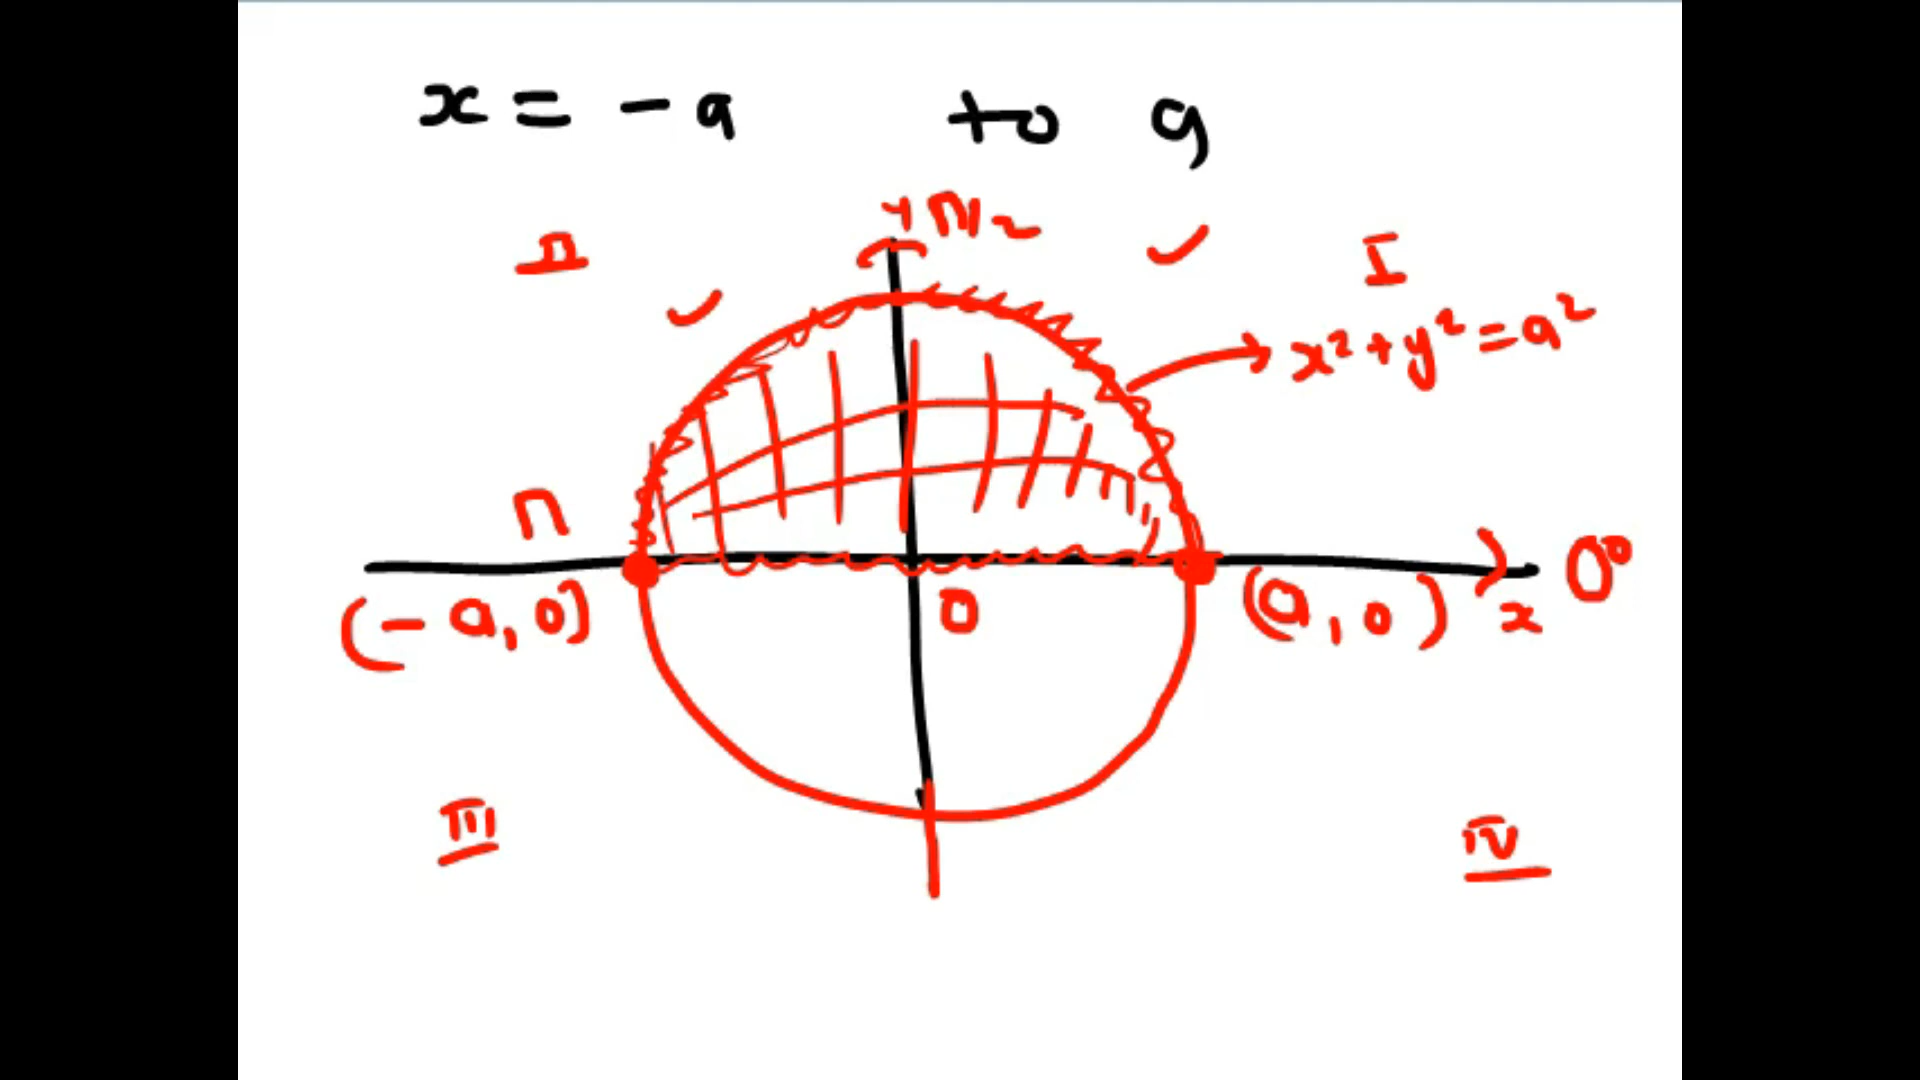 x = - a to a
y π/2
II
I
x² + y² = a²
π
0°
(- a, 0)
0
(a, 0)
x
III
IV